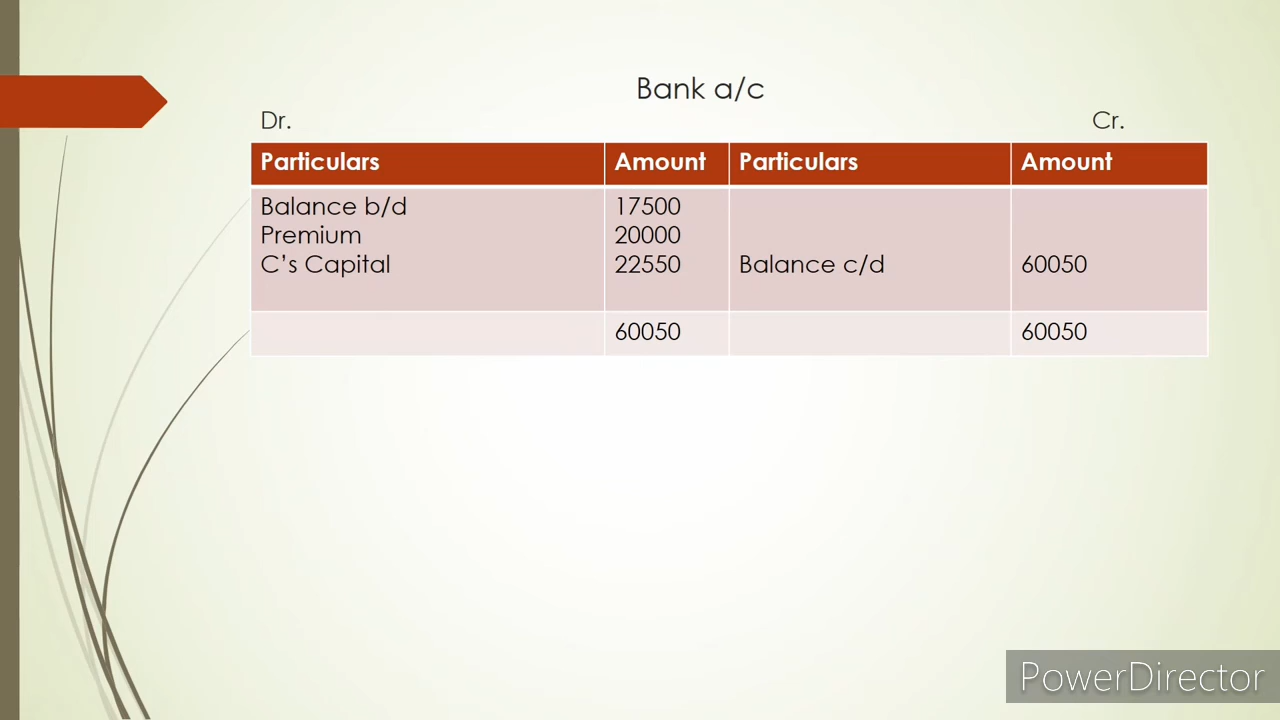 Bank a/c
Dr. Cr.
Particulars Amount Particulars Amount
Balance b/d 17500
Premium 20000
C’s Capital 22550 Balance c/d 60050
60050 60050
PowerDirector